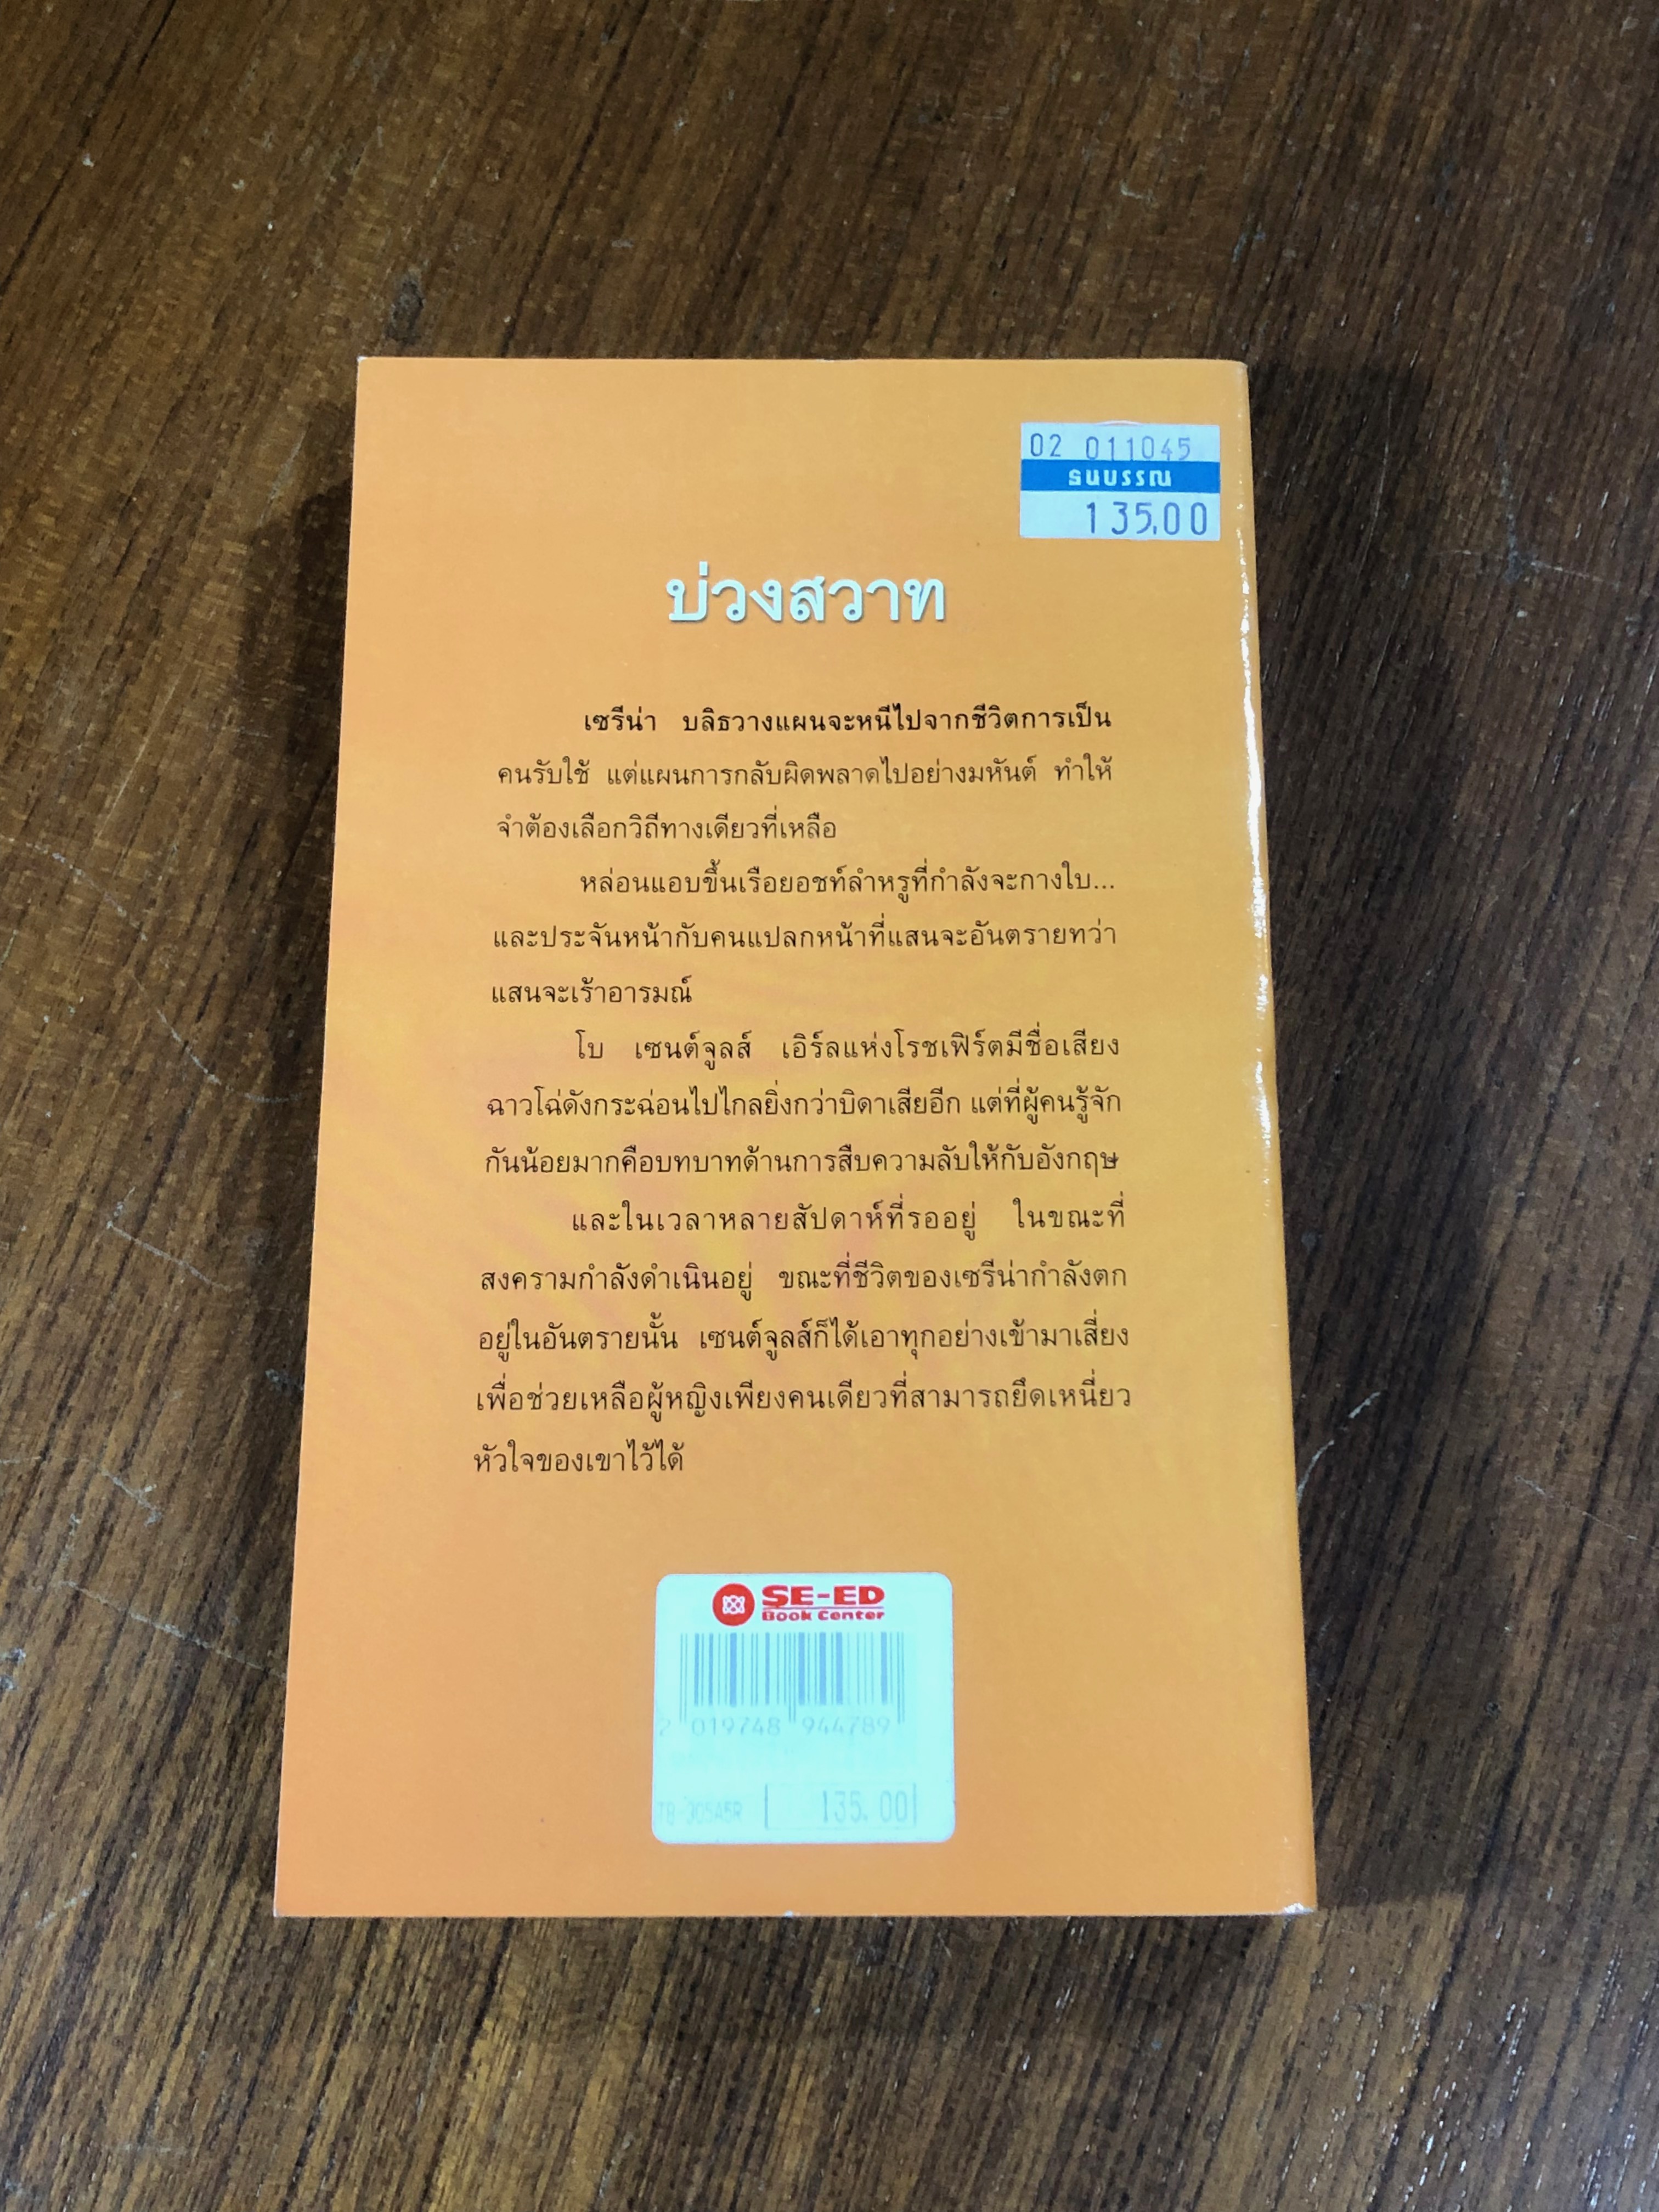 02 011045
ธนบรรณ
135.00
บ่วงสวาท
เซรีน่า บลิธวางแผนจะหนีไปจากชีวิตการเป็น
คนรับใช้ แต่แผนการกลับผิดพลาดไปอย่างมหันต์ ทำให้
จำต้องเลือกวิถีทางเดียวที่เหลือ
หล่อนแอบขึ้นเรือยอชท์ลำหรูที่กำลังจะกางใบ...
และประจันหน้ากับคนแปลกหน้าที่แสนจะอันตรายทว่า
แสนจะเร้าอารมณ์
โบ เซนต์จูลส์ เอิร์ลแห่งโรชเฟิร์ตมีชื่อเสียง
ฉาวโฉ่ดังกระฉ่อนไปไกลยิ่งกว่าบิดาเสียอีก แต่ที่ผู้คนรู้จัก
กันน้อยมากคือบทบาทด้านการสืบความลับให้กับอังกฤษ
และในเวลาหลายสัปดาห์ที่รออยู่ ในขณะที่
สงครามกำลังดำเนินอยู่ ขณะที่ชีวิตของเซรีน่ากำลังตก
อยู่ในอันตรายนั้น เซนต์จูลส์ก็ได้เอาทุกอย่างเข้ามาเสี่ยง
เพื่อช่วยเหลือผู้หญิงเพียงคนเดียวที่สามารถยึดเหนี่ยว
หัวใจของเขาไว้ได้
SE-ED
Book Center
2 019748 944789
135.00